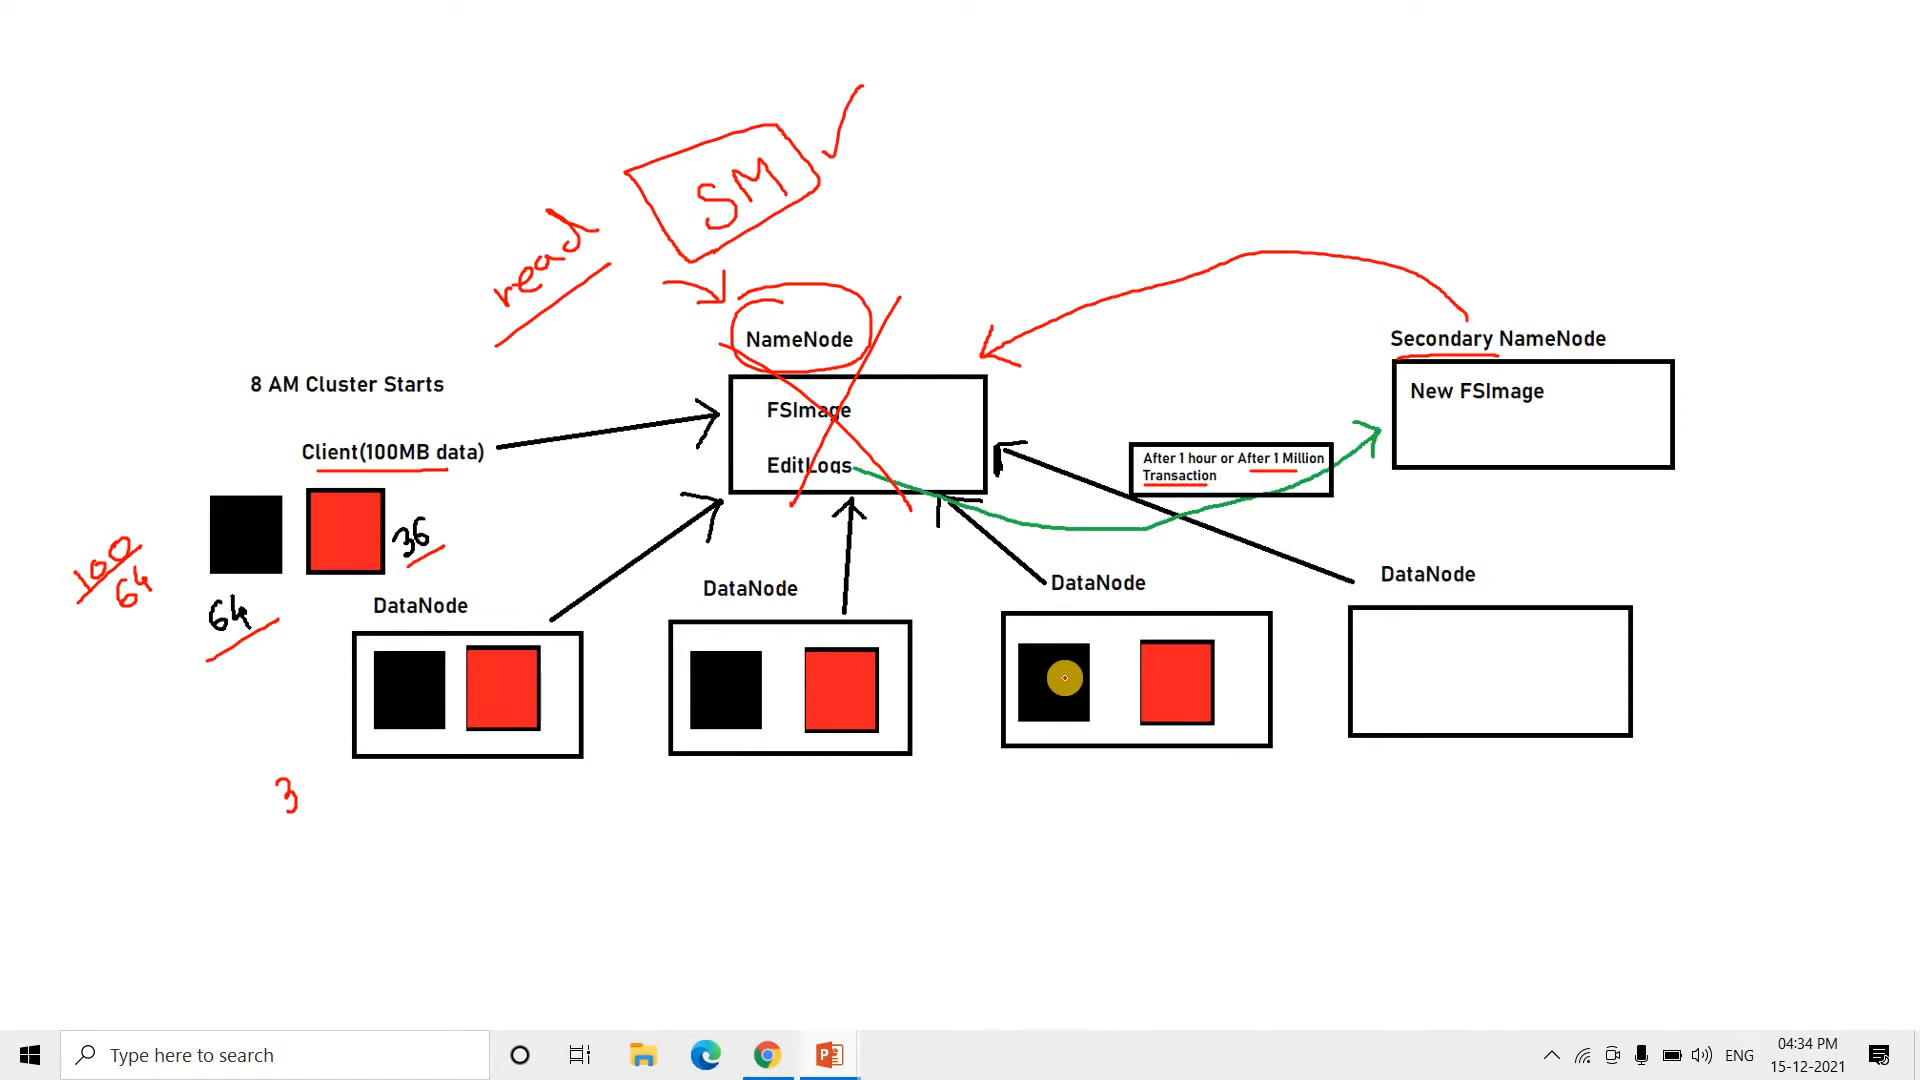 SM
read
NameNode
Secondary NameNode
8 AM Cluster Starts
FSImage
New FSImage
Client(100MB data)
EditLogs
After 1 hour or After 1 Million
Transaction
36
100
64
64
DataNode
DataNode
DataNode
DataNode
3
Type here to search
ENG
04:34 PM
15-12-2021